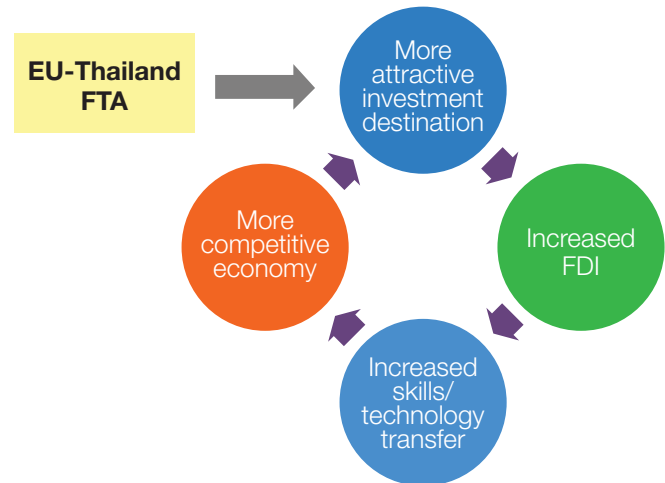 EU-Thailand
FTA
More
attractive
investment
destination
Increased
FDI
Increased
skills/
technology
transfer
More
competitive
economy